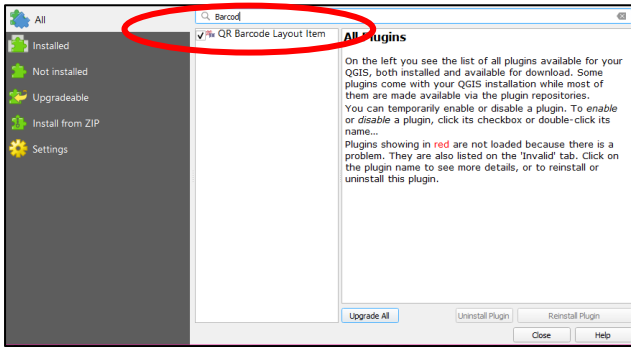 All
Installed
Not installed
Upgradeable
Install from ZIP
Settings
Barcod
QR Barcode Layout Item
All Plugins
On the left you see the list of all plugins available for your
QGIS, both installed and available for download. Some
plugins come with your QGIS installation while most of
them are made available via the plugin repositories.
You can temporarily enable or disable a plugin. To enable
or disable a plugin, click its checkbox or double-click its
name...
Plugins showing in red are not loaded because there is a
problem. They are also listed on the 'Invalid' tab. Click on
the plugin name to see more details, or to reinstall or
uninstall this plugin.
Upgrade All
Uninstall Plugin
Reinstall Plugin
Close
Help